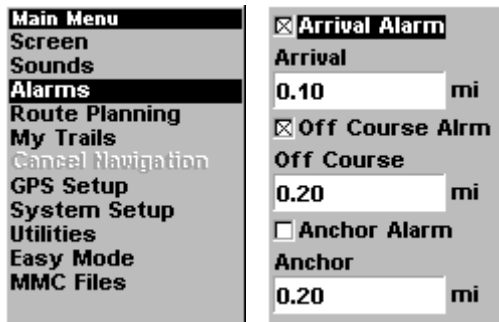 Main Menu
Screen
Sounds
Alarms
Route Planning
My Trails
Cancel Navigation
GPS Setup
System Setup
Utilities
Easy Mode
MMC Files
Arrival Alarm
Arrival
0.10 mi
Off Course Alrm
Off Course
0.20 mi
Anchor Alarm
Anchor
0.20 mi